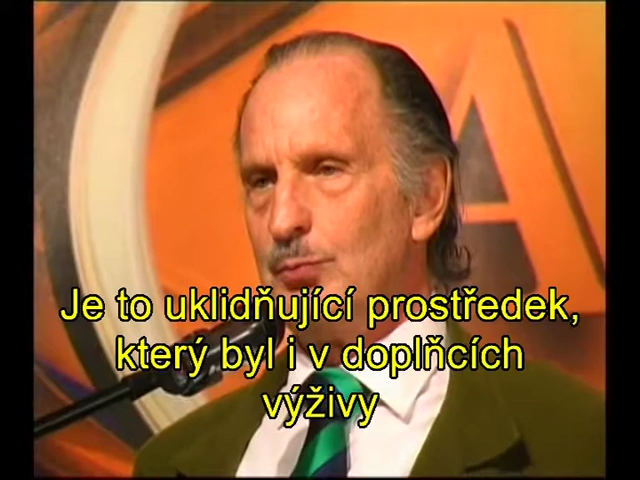 Je to uklidňující prostředek,
který byl i v doplňcích
výživy